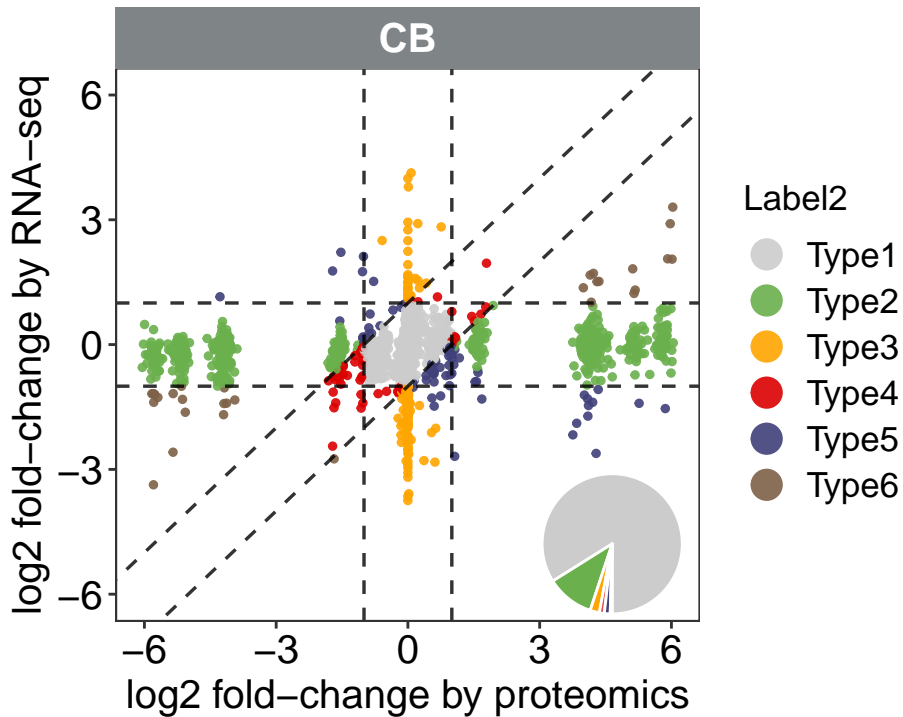 CB
log2 fold−change by RNA−seq
6
3
0
−3
−6
−6 −3 0 3 6
log2 fold−change by proteomics
Label2
Type1
Type2
Type3
Type4
Type5
Type6